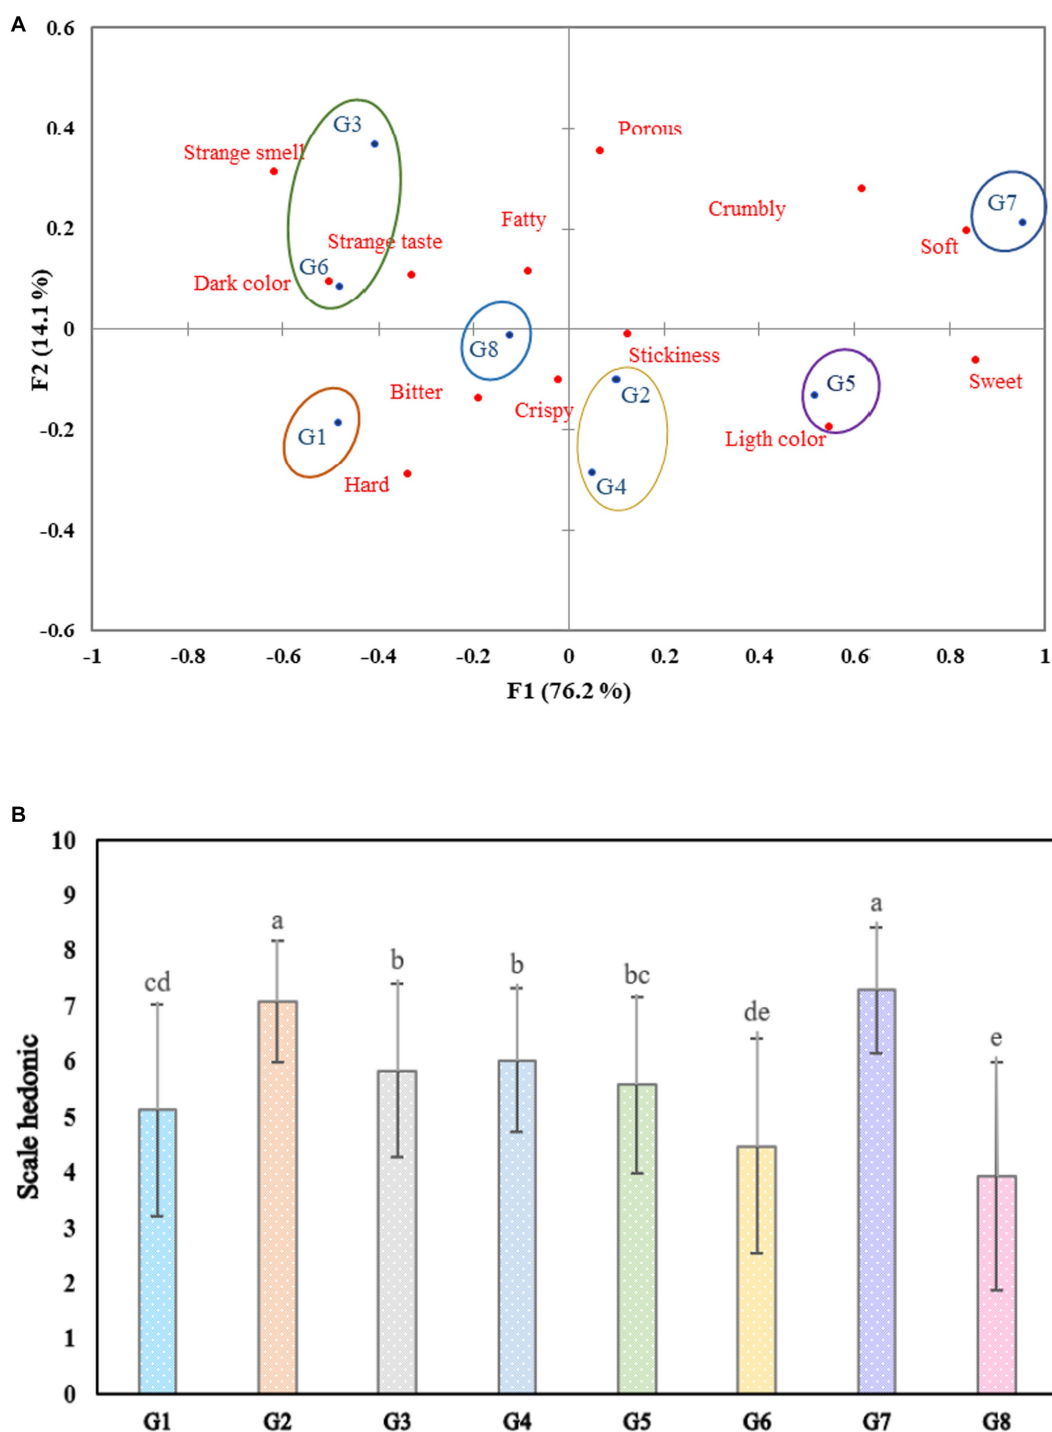 A
0.6
0.4
0.2
0
-0.2
-0.4
-0.6
F2 (14.1 %)
G3
Porous
Strange smell
G7
Crumbly
Fatty
Strange taste
Soft
G6
Dark color
G8
Stickiness
G5
Sweet
Bitter
G2
Crispy
G1
Ligth color
Hard
G4
-1 -0.8 -0.6 -0.4 -0.2 0 0.2 0.4 0.6 0.8 1
F1 (76.2 %)
B
10
9
8
7
6
5
4
3
2
1
0
Scale hedonic
cd a b b bc de a e
G1 G2 G3 G4 G5 G6 G7 G8